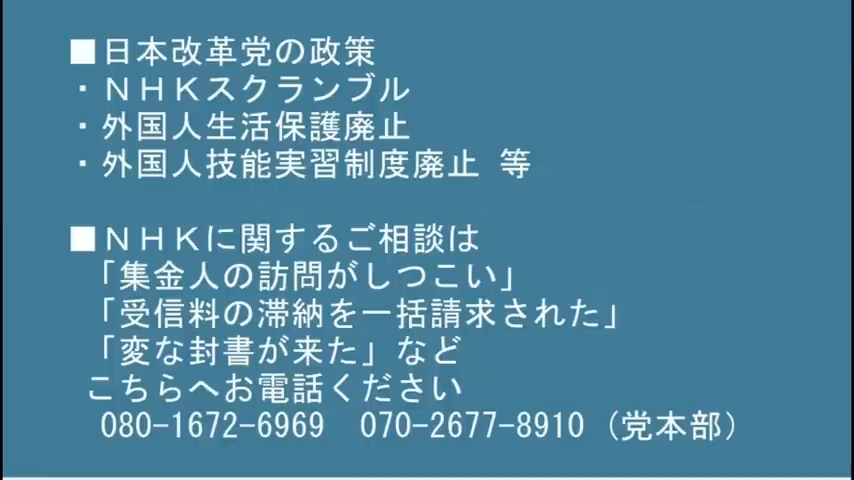 ■日本改革党の政策
・ＮＨＫスクランブル
・外国人生活保護廃止
・外国人技能実習制度廃止 等
■ＮＨＫに関するご相談は
「集金人の訪問がしつこい」
「受信料の滞納を一括請求された」
「変な封書が来た」など
こちらへお電話ください
080-1672-6969　070-2677-8910（党本部）